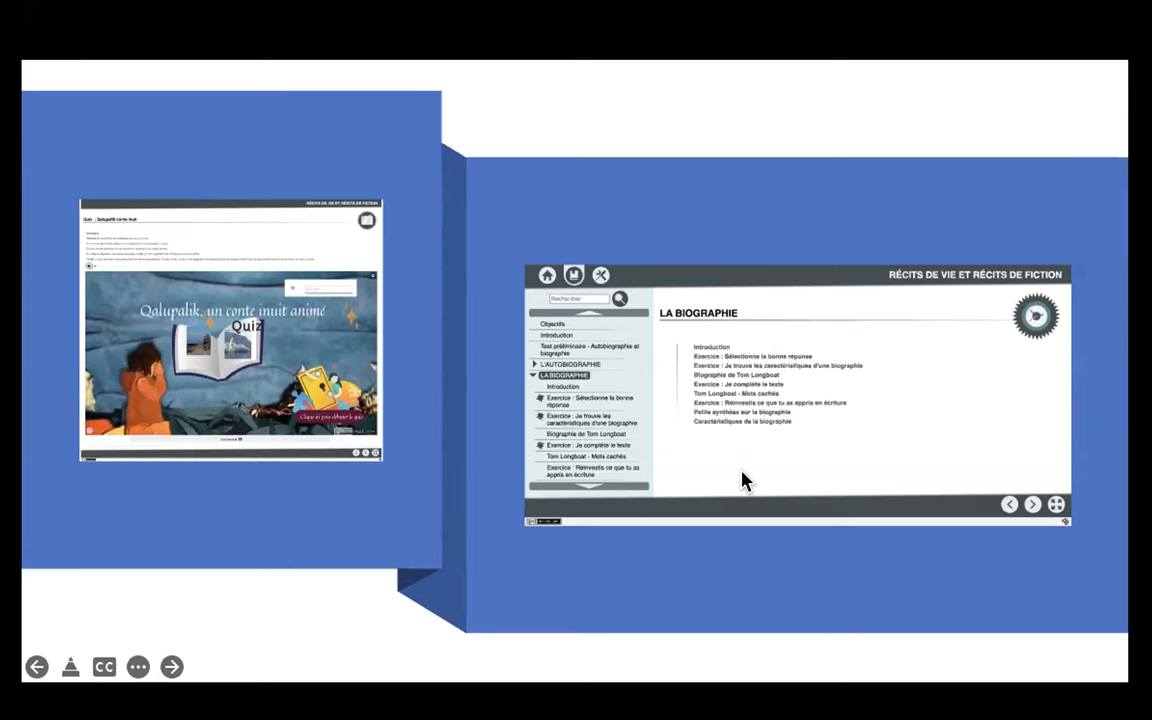 RÉCITS DE VIE ET RÉCITS DE FICTION
Quiz : Qalupalik conte inuit
Qalupalik, un conte inuit animé
Quiz
Clique ici pour débuter le quiz
RÉCITS DE VIE ET RÉCITS DE FICTION
Rechercher
Objectifs
Introduction
Test préliminaire - Autobiographie et
biographie
L'AUTOBIOGRAPHIE
LA BIOGRAPHIE
Introduction
Exercice : Sélectionne la bonne
réponse
Exercice : Je trouve les
caractéristiques d'une biographie
Biographie de Tom Longboat
Exercice : Je complète le texte
Tom Longboat - Mots cachés
Exercice : Réinvestis ce que tu as
appris en écriture
LA BIOGRAPHIE
Introduction
Exercice : Sélectionne la bonne réponse
Exercice : Je trouve les caractéristiques d'une biographie
Biographie de Tom Longboat
Exercice : Je complète le texte
Tom Longboat - Mots cachés
Exercice : Réinvestis ce que tu as appris en écriture
Petite synthèse sur la biographie
Caractéristiques de la biographie
CC